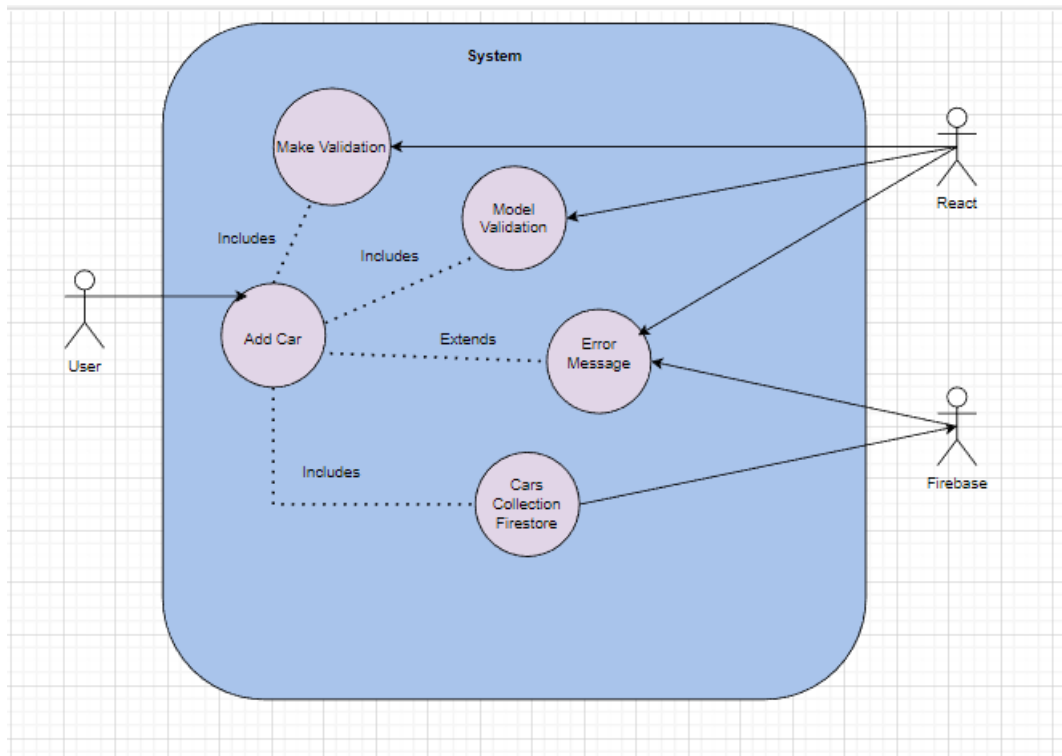 System
Make Validation
Model
Validation
React
Includes
Includes
User
Add Car
Extends
Error
Message
Includes
Cars
Collection
Firestore
Firebase